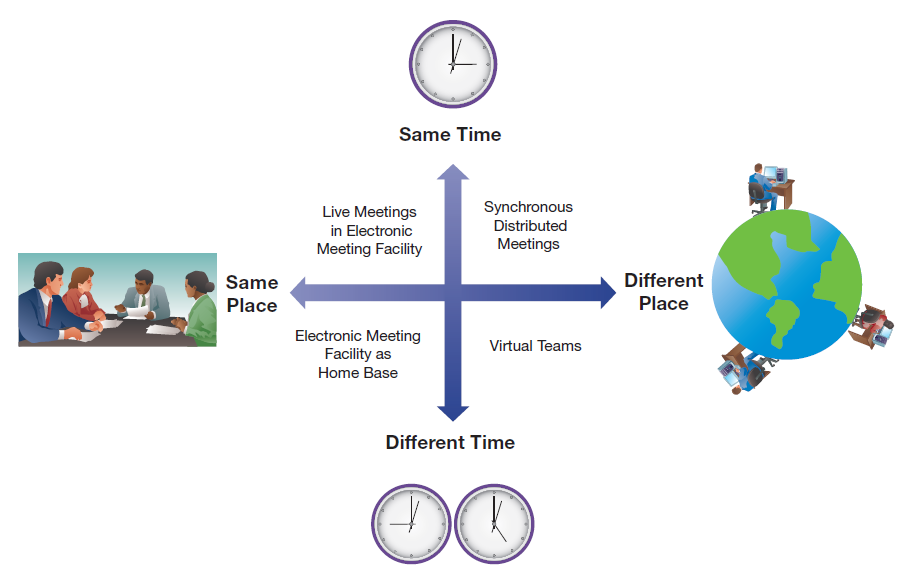 Same Time
Live Meetings
in Electronic
Meeting Facility
Synchronous
Distributed
Meetings
Same
Place
Different
Place
Electronic Meeting
Facility as
Home Base
Virtual Teams
Different Time